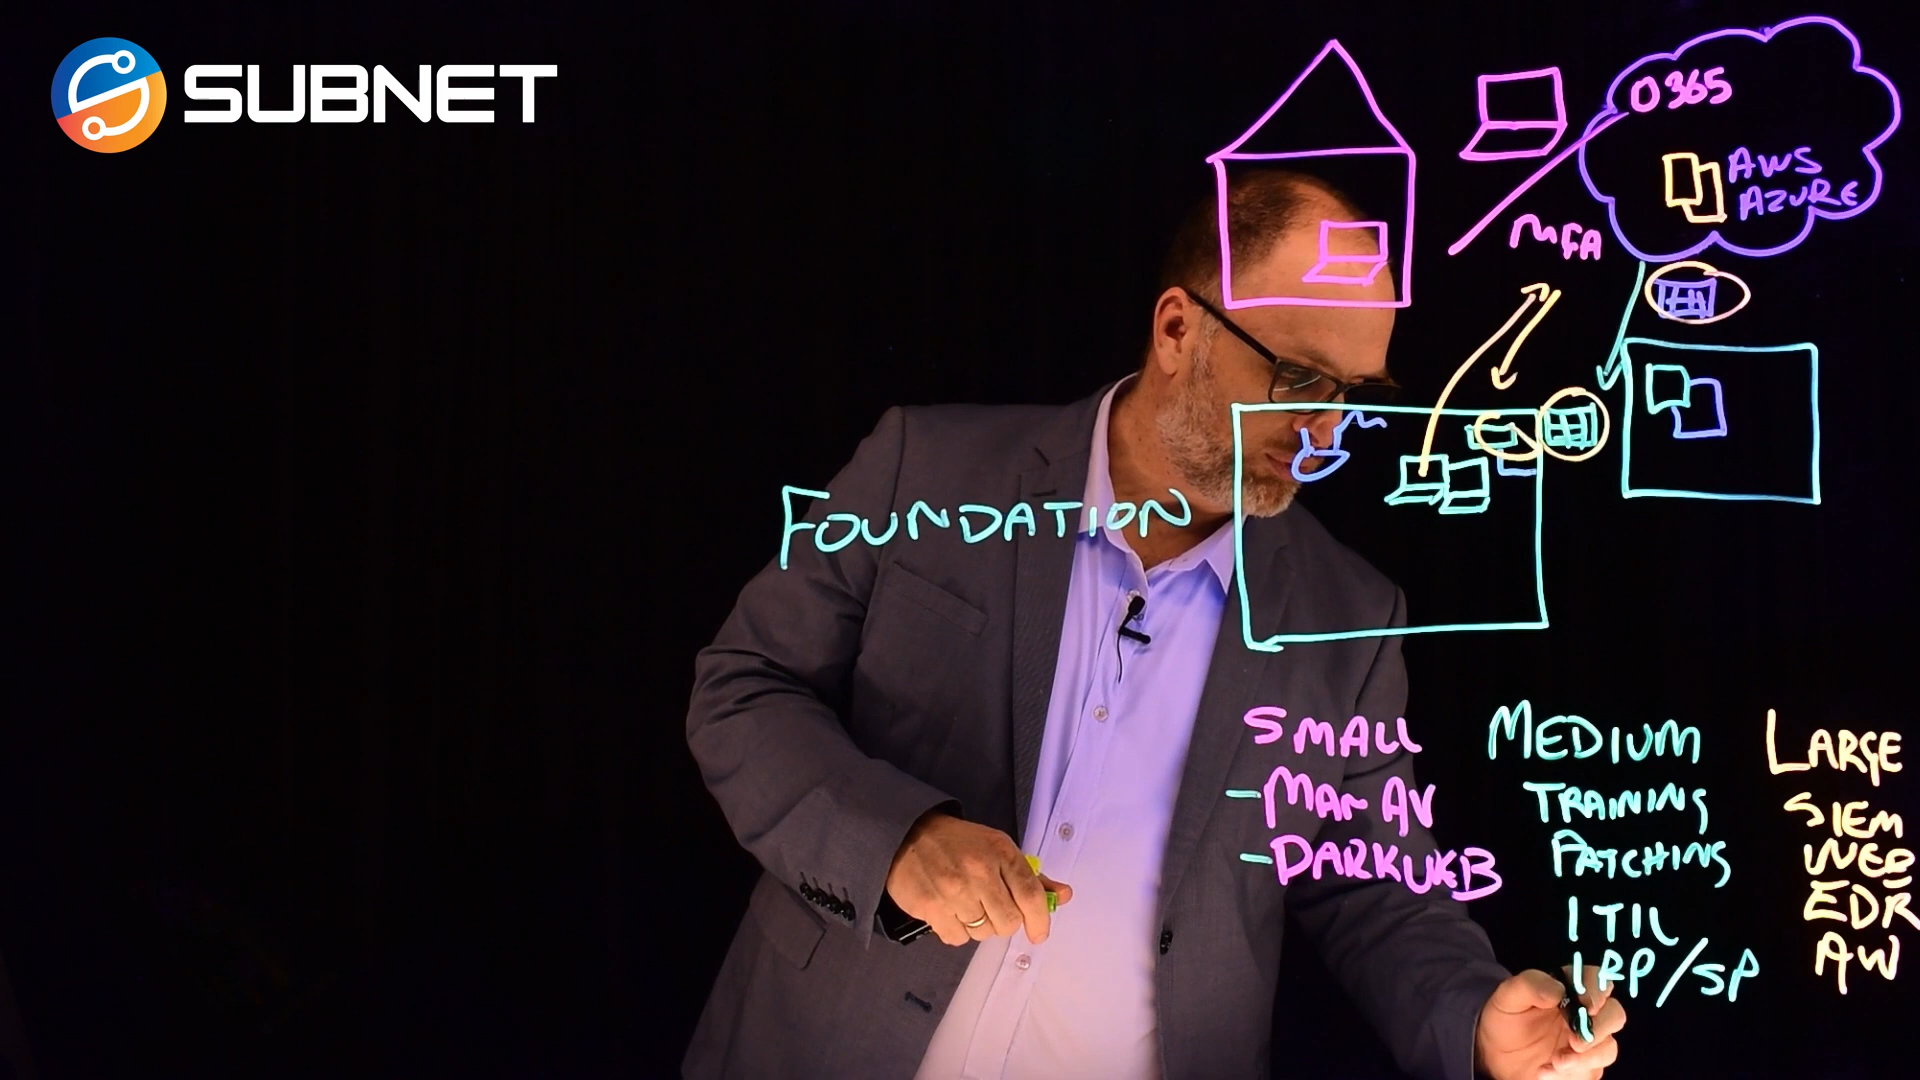 SUBNET
O365
AWS
AZURE
MFA
FOUNDATION
SMALL
- MAN AV
- DARKWEB
MEDIUM
TRAINING
PATCHING
ITIL
IRP/SP
LARGE
SIEM
WEB
EDR
AW